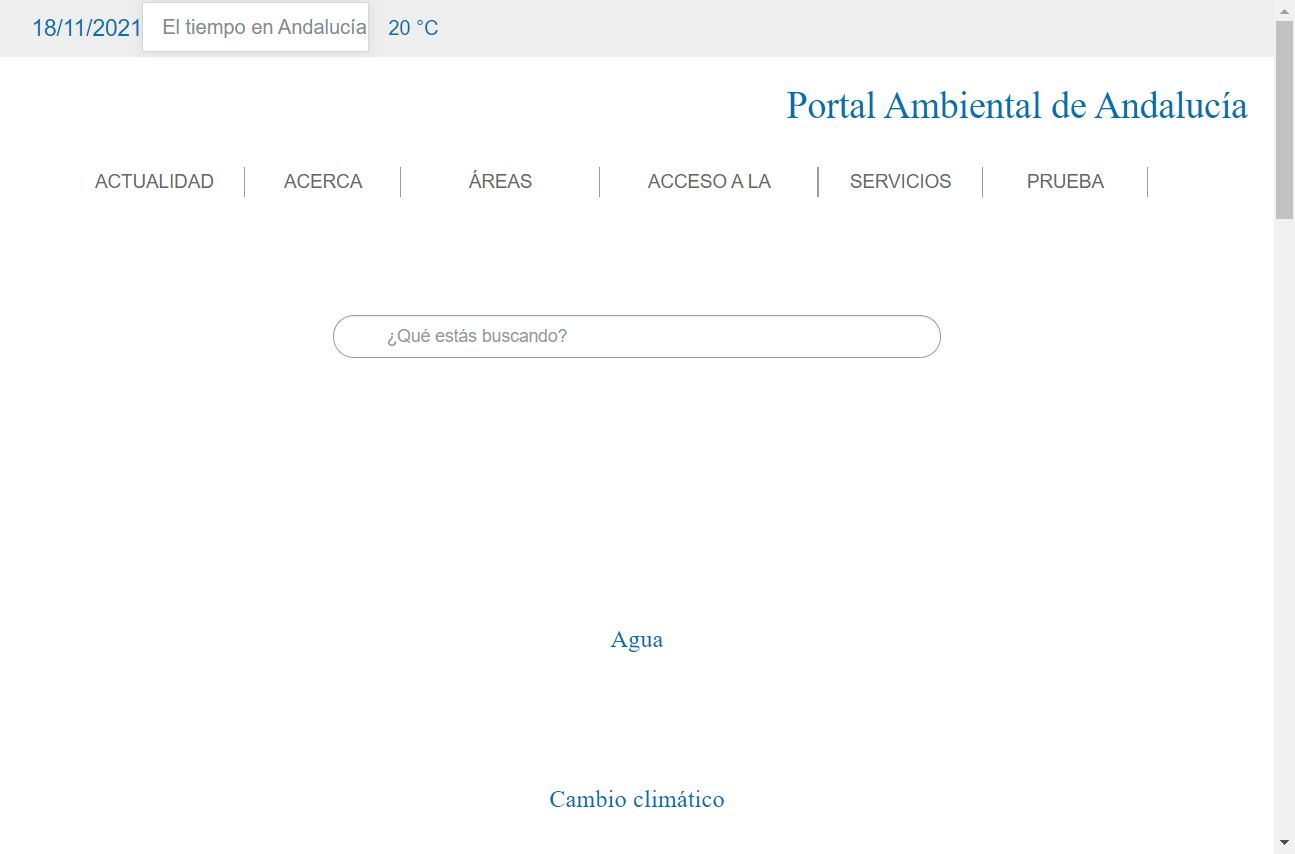 18/11/2021 El tiempo en Andalucía 20 °C
Portal Ambiental de Andalucía
ACTUALIDAD ACERCA ÁREAS ACCESO A LA SERVICIOS PRUEBA
¿Qué estás buscando?
Agua
Cambio climático